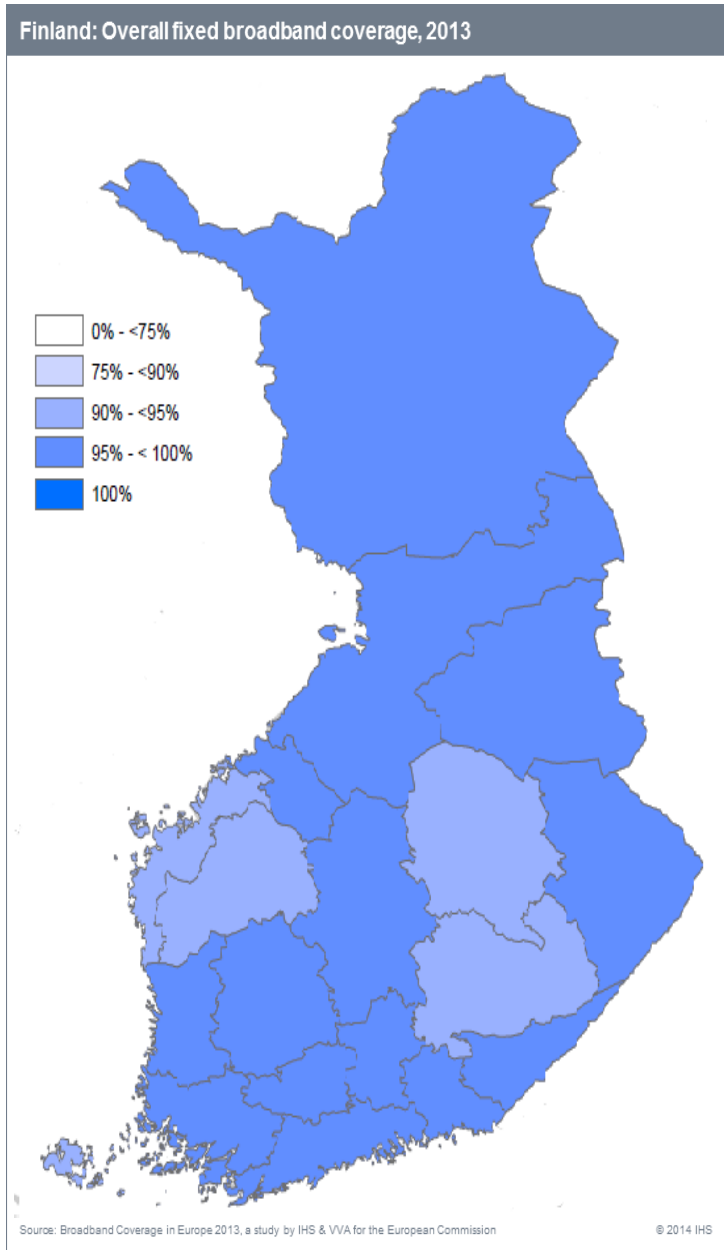 Finland: Overall fixed broadband coverage, 2013
0% - <75%
75% - <90%
90% - <95%
95% - < 100%
100%
Source: Broadband Coverage in Europe 2013, a study by IHS & VVA for the European Commission
© 2014 IHS